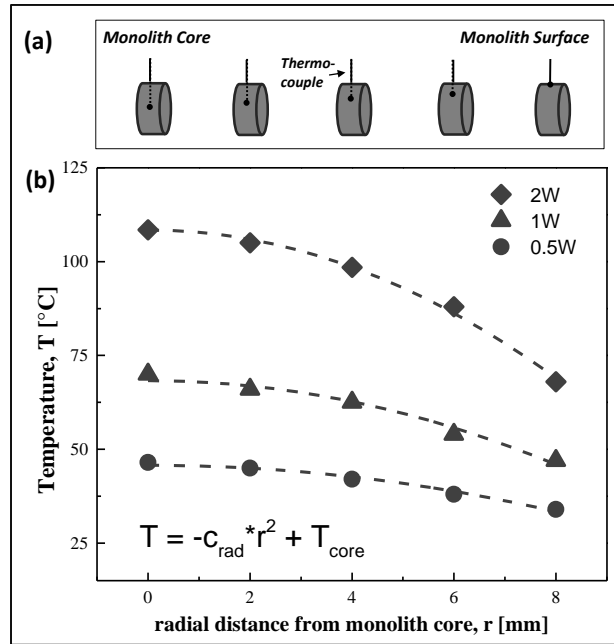 (a)
Monolith Core
Monolith Surface
Thermo-
couple
(b)
2W
1W
0.5W
125
100
75
50
25
Temperature, T [°C]
T = -c_rad*r² + T_core
0 2 4 6 8
radial distance from monolith core, r [mm]